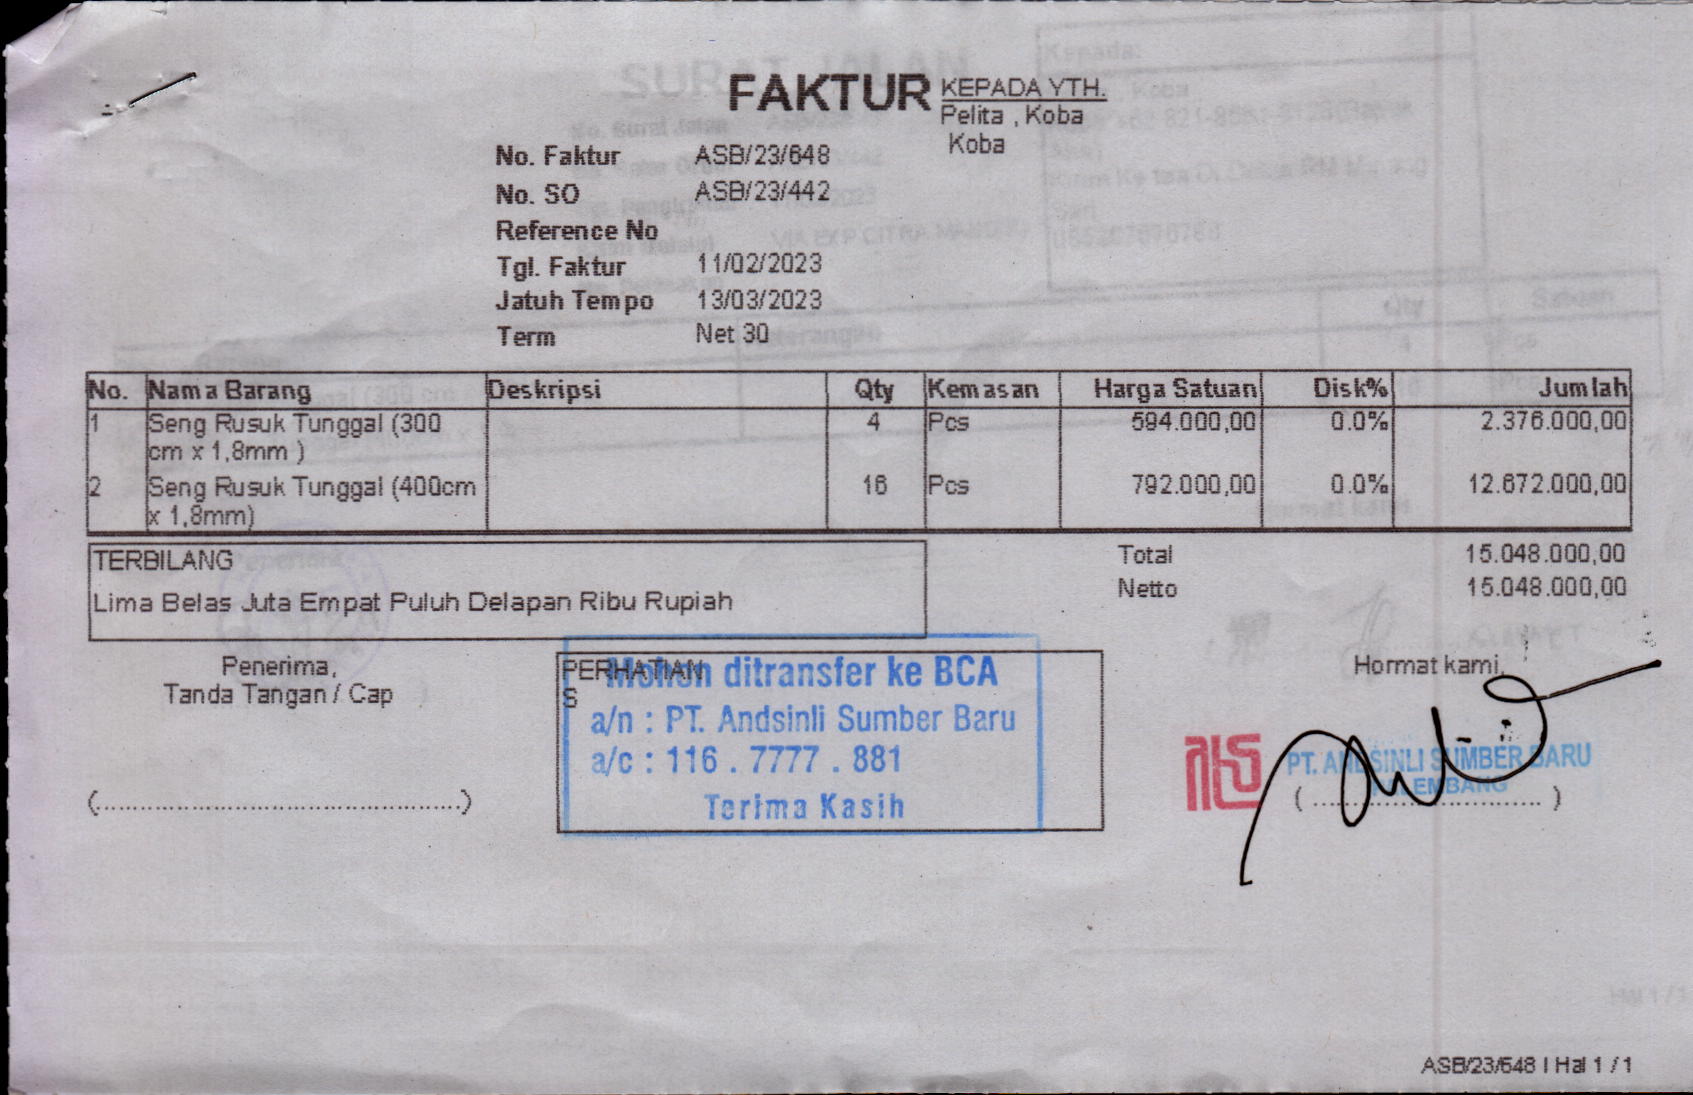 FAKTUR
KEPADA YTH.
Pelita , Koba
Koba
No. Faktur ASB/23/648
No. SO ASB/23/442
Reference No
Tgl. Faktur 11/02/2023
Jatuh Tempo 13/03/2023
Term Net 30
No. Nama Barang Deskripsi Qty Kemasan Harga Satuan Disk% Jumlah
1 Seng Rusuk Tunggal (300 4 Pcs 594.000,00 0.0% 2.376.000,00
cm x 1,8mm )
2 Seng Rusuk Tunggal (400cm 16 Pcs 792.000,00 0.0% 12.672.000,00
x 1,8mm)
TERBILANG
Lima Belas Juta Empat Puluh Delapan Ribu Rupiah
Total 15.048.000,00
Netto 15.048.000,00
Penerima,
Tanda Tangan / Cap
(.................................................)
PERHATIAN
S
Mohon ditransfer ke BCA
a/n : PT. Andsinli Sumber Baru
a/c : 116 . 7777 . 881
Terima Kasih
Hormat kami,
PT. ANDSINLI SUMBER BARU
PALEMBANG
( ............................... )
ASB/23/648 | Hal 1 / 1